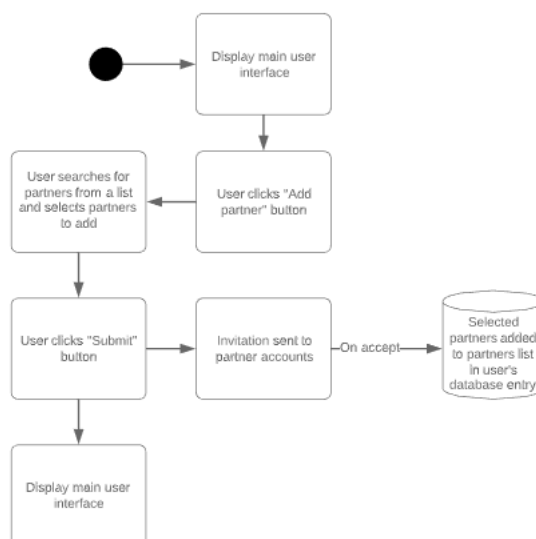 Display main user
interface
User searches for
partners from a list
and selects partners
to add
User clicks "Add
partner" button
User clicks "Submit"
button
Invitation sent to
partner accounts
On accept
Selected
partners added
to partners list
in user's
database entry
Display main user
interface